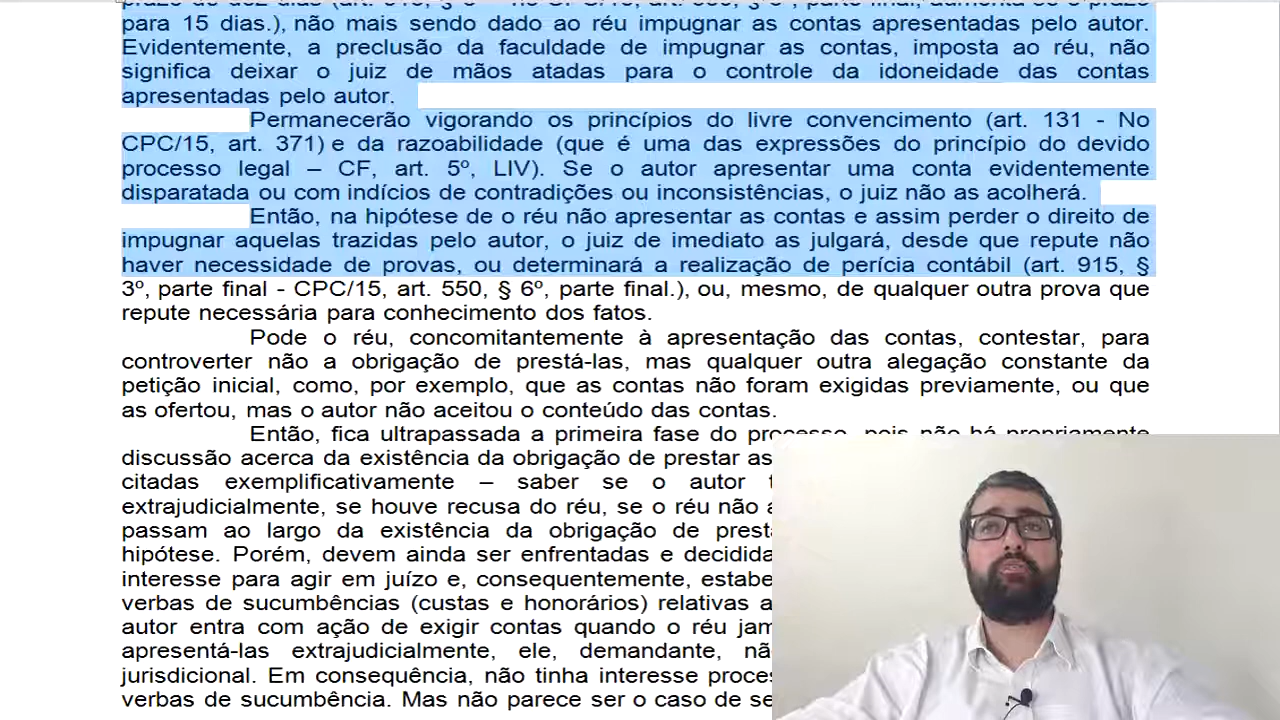 para 15 dias.), não mais sendo dado ao réu impugnar as contas apresentadas pelo autor.
Evidentemente, a preclusão da faculdade de impugnar as contas, imposta ao réu, não
significa deixar o juiz de mãos atadas para o controle da idoneidade das contas
apresentadas pelo autor.
Permanecerão vigorando os princípios do livre convencimento (art. 131 - No
CPC/15, art. 371) e da razoabilidade (que é uma das expressões do princípio do devido
processo legal – CF, art. 5º, LIV). Se o autor apresentar uma conta evidentemente
disparatada ou com indícios de contradições ou inconsistências, o juiz não as acolherá.
Então, na hipótese de o réu não apresentar as contas e assim perder o direito de
impugnar aquelas trazidas pelo autor, o juiz de imediato as julgará, desde que repute não
haver necessidade de provas, ou determinará a realização de perícia contábil (art. 915, §
3º, parte final - CPC/15, art. 550, § 6º, parte final.), ou, mesmo, de qualquer outra prova que
repute necessária para conhecimento dos fatos.
Pode o réu, concomitantemente à apresentação das contas, contestar, para
controverter não a obrigação de prestá-las, mas qualquer outra alegação constante da
petição inicial, como, por exemplo, que as contas não foram exigidas previamente, ou que
as ofertou, mas o autor não aceitou o conteúdo das contas.
Então, fica ultrapassada a primeira fase do processo, pois não há propriamente
discussão acerca da existência da obrigação de prestar as
citadas exemplificativamente – saber se o autor
extrajudicialmente, se houve recusa do réu, se o réu não
passam ao largo da existência da obrigação de
hipótese. Porém, devem ainda ser enfrentadas e
interesse para agir em juízo e, consequentemente,
verbas de sucumbências (custas e honorários) relativas
autor entra com ação de exigir contas quando o réu
apresentá-las extrajudicialmente, ele, demandante,
jurisdicional. Em consequência, não tinha interesse
verbas de sucumbência. Mas não parece ser o caso de